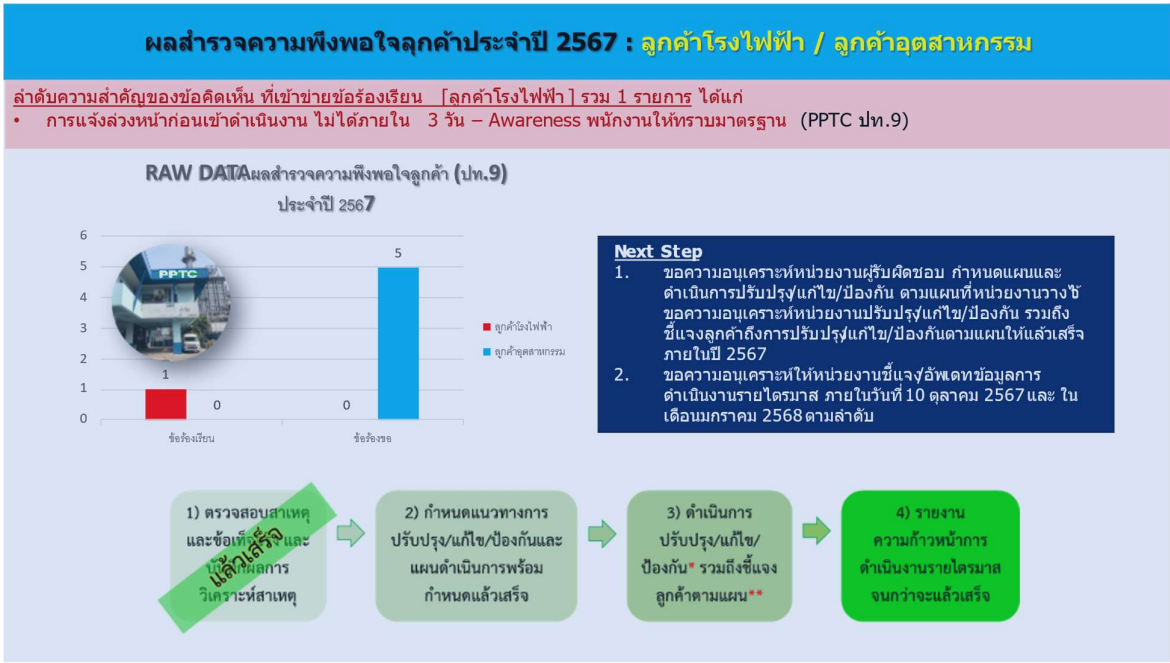 ผลสำรวจความพึงพอใจลูกค้าประจำปี 2567 : ลูกค้าโรงไฟฟ้า / ลูกค้าอุตสาหกรรม
ลำดับความสำคัญของข้อคิดเห็น ที่เข้าข่ายข้อร้องเรียน [ลูกค้าโรงไฟฟ้า] รวม 1 รายการ ได้แก่
• การแจ้งล่วงหน้าก่อนเข้าดำเนินงาน ไม่ได้ภายใน 3 วัน – Awareness พนักงานให้ทราบมาตรฐาน (PPTC ปท.9)
RAW DATAผลสำรวจความพึงพอใจลูกค้า (ปท.9)
ประจำปี 2567
6
5
4
3
2
1
0
PPTC
1
0
0
5
ข้อร้องเรียน
ข้อร้องขอ
ลูกค้าโรงไฟฟ้า
ลูกค้าอุตสาหกรรม
Next Step
1. ขอความอนุเคราะห์หน่วยงานผู้รับผิดชอบ กำหนดแผนและ
ดำเนินการปรับปรุง/แก้ไข/ป้องกัน ตามแผนที่หน่วยงานวางไว้
ขอความอนุเคราะห์หน่วยงานปรับปรุง/แก้ไข/ป้องกัน รวมถึง
ชี้แจงลูกค้าถึงการปรับปรุง/แก้ไข/ป้องกันตามแผนให้แล้วเสร็จ
ภายในปี 2567
2. ขอความอนุเคราะห์ให้หน่วยงานชี้แจง/อัพเดทข้อมูลการ
ดำเนินงานรายไตรมาส ภายในวันที่ 10 ตุลาคม 2567 และ ใน
เดือนมกราคม 2568 ตามลำดับ
1) ตรวจสอบสาเหตุ
และข้อเท็จจริง และ
บันทึกผลการ
วิเคราะห์สาเหตุ
แล้วเสร็จ
2) กำหนดแนวทางการ
ปรับปรุง/แก้ไข/ป้องกันและ
แผนดำเนินการพร้อม
กำหนดแล้วเสร็จ
3) ดำเนินการ
ปรับปรุง/แก้ไข/
ป้องกัน* รวมถึงชี้แจง
ลูกค้าตามแผน**
4) รายงาน
ความก้าวหน้าการ
ดำเนินงานรายไตรมาส
จนกว่าจะแล้วเสร็จ